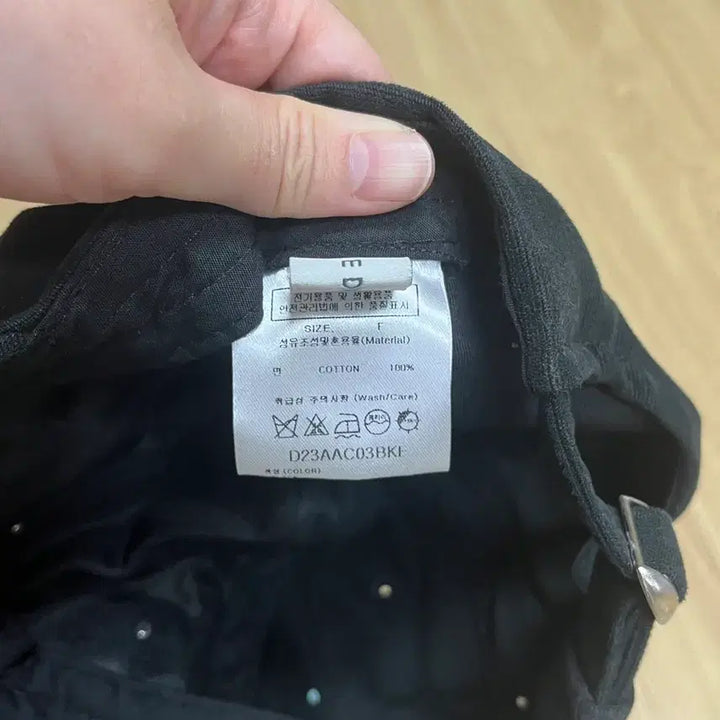 E D
전기용품 및 생활용품
안전관리법에 의한 품질표시
SIZE. F
섬유조성및혼용율(Material)
면 COTTON 100%
취급상 주의사항 (Wash/Care)
D23AAC03BKF
색상(COLOR)